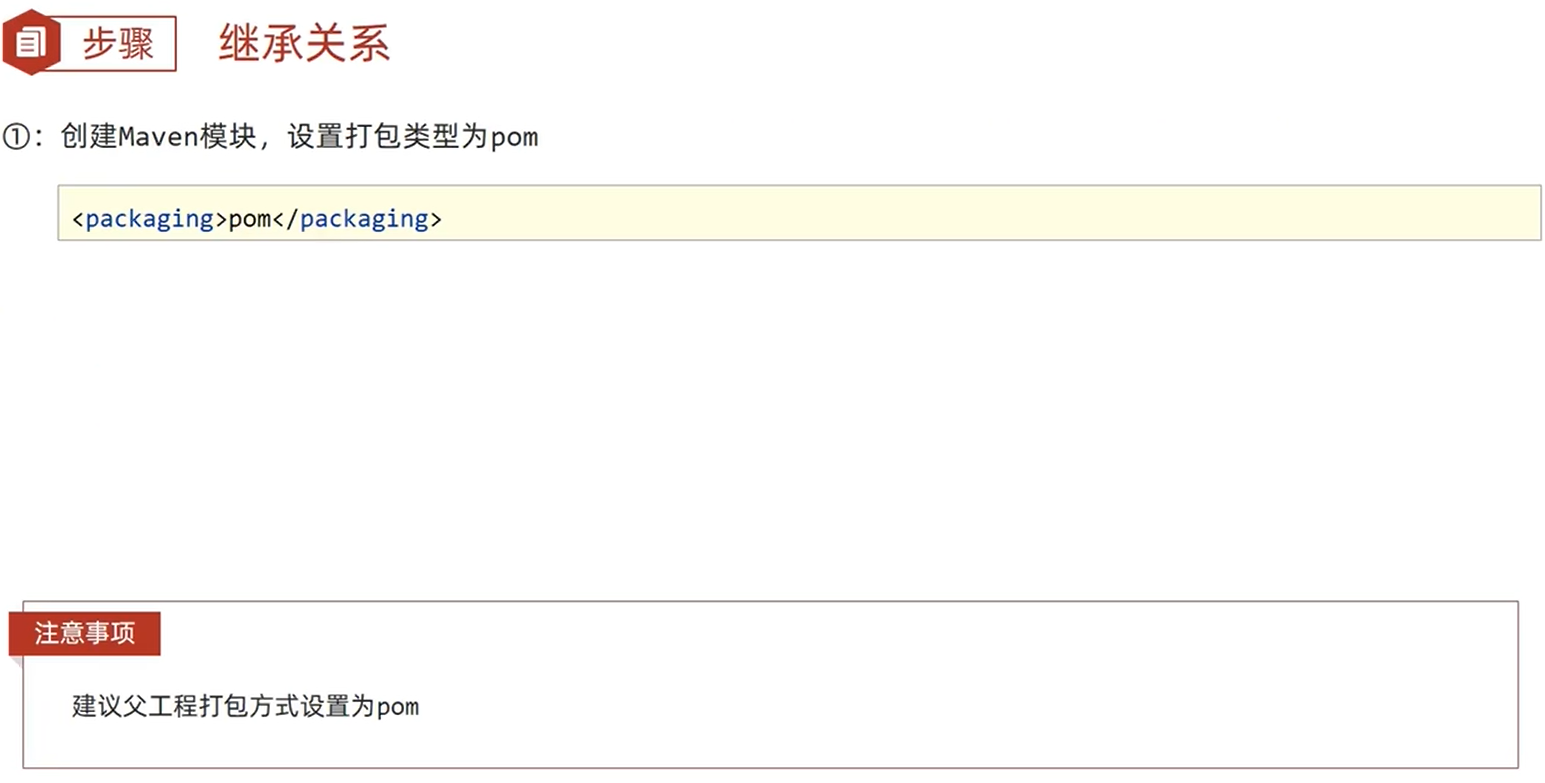 步骤 继承关系
①：创建Maven模块，设置打包类型为pom
<packaging>pom</packaging>
注意事项
建议父工程打包方式设置为pom